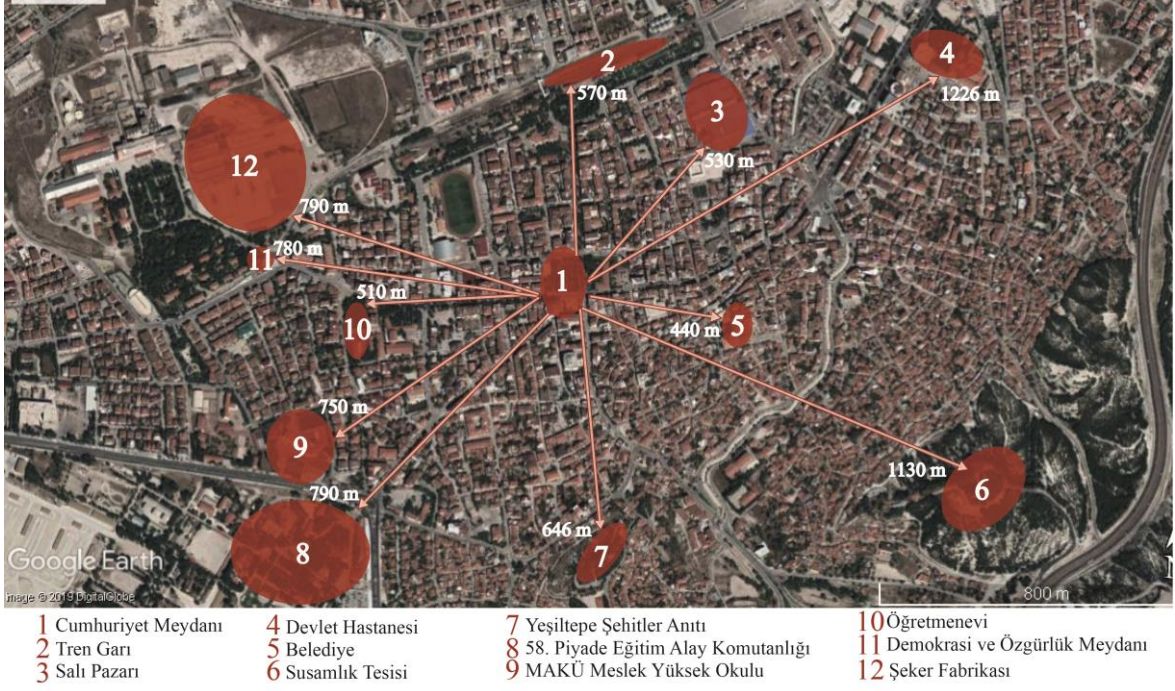 2
570 m
3
530 m
4
1226 m
12
790 m
11
780 m
510 m
10
1
440 m
5
750 m
9
790 m
8
646 m
7
1130 m
6
Google Earth
Image © 2019 DigitalGlobe
800 m
1 Cumhuriyet Meydanı
2 Tren Garı
3 Salı Pazarı
4 Devlet Hastanesi
5 Belediye
6 Susamlık Tesisi
7 Yeşiltepe Şehitler Anıtı
8 58. Piyade Eğitim Alay Komutanlığı
9 MAKÜ Meslek Yüksek Okulu
10 Öğretmenevi
11 Demokrasi ve Özgürlük Meydanı
12 Şeker Fabrikası